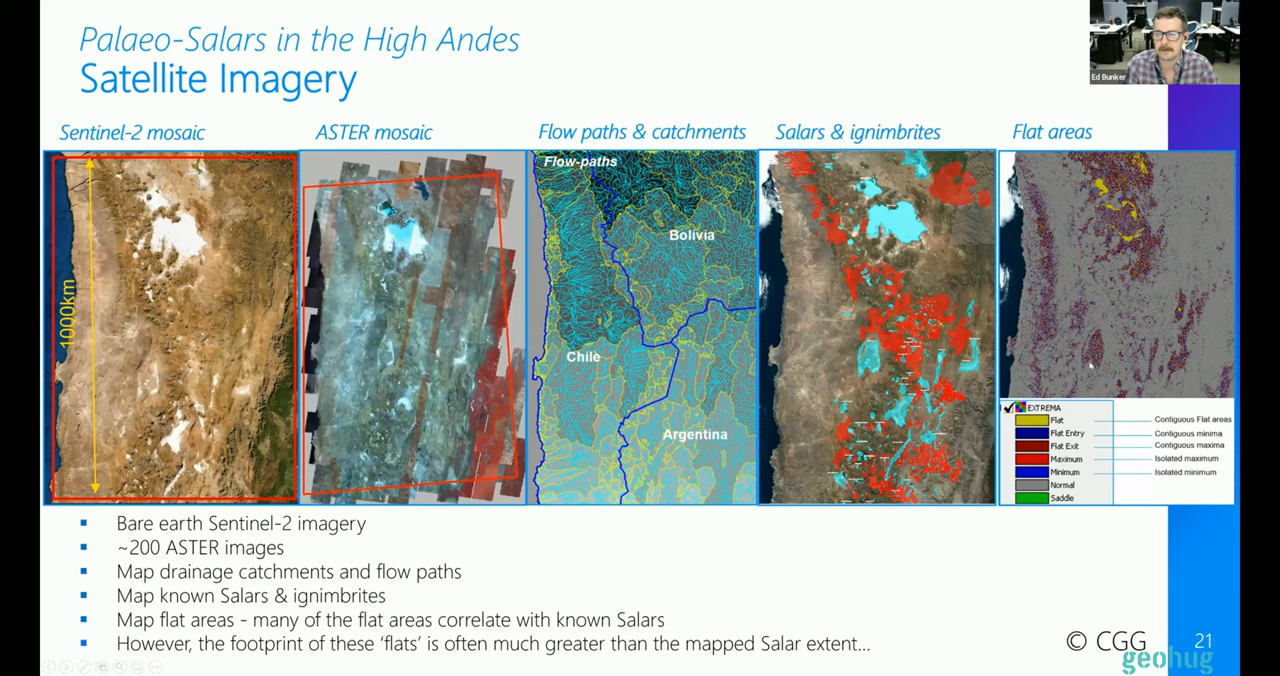 Palaeo-Salars in the High Andes
Satellite Imagery
Ed Bunker
Sentinel-2 mosaic
ASTER mosaic
Flow paths & catchments
Salars & ignimbrites
Flat areas
1000km
Flow-paths
Bolivia
Chile
Argentina
EXTREMA
Flat
Flat Entry
Flat Exit
Maximum
Minimum
Normal
Saddle
Contiguous Flat areas
Contiguous minima
Contiguous maxima
Isolated maximum
Isolated minimum
Bare earth Sentinel-2 imagery
~200 ASTER images
Map drainage catchments and flow paths
Map known Salars & ignimbrites
Map flat areas - many of the flat areas correlate with known Salars
However, the footprint of these ‘flats’ is often much greater than the mapped Salar extent...
© CGG
21
geohug